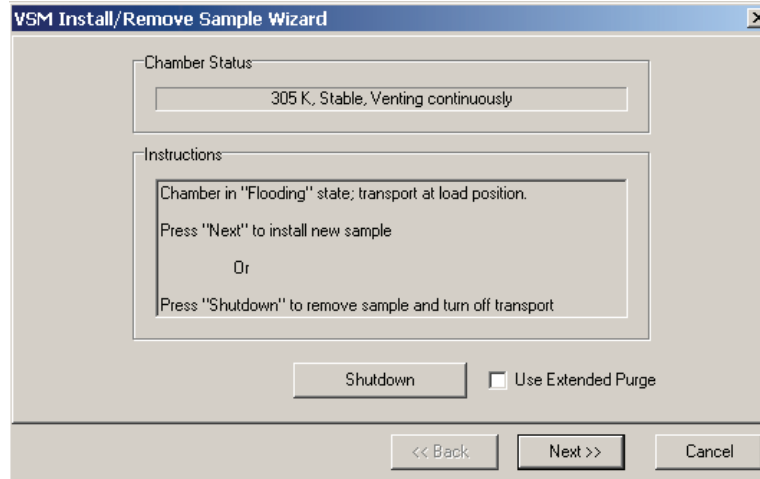 VSM Install/Remove Sample Wizard
Chamber Status
305 K, Stable, Venting continuously
Instructions
Chamber in "Flooding" state; transport at load position.
Press "Next" to install new sample
Or
Press "Shutdown" to remove sample and turn off transport
Shutdown
Use Extended Purge
<< Back
Next >>
Cancel